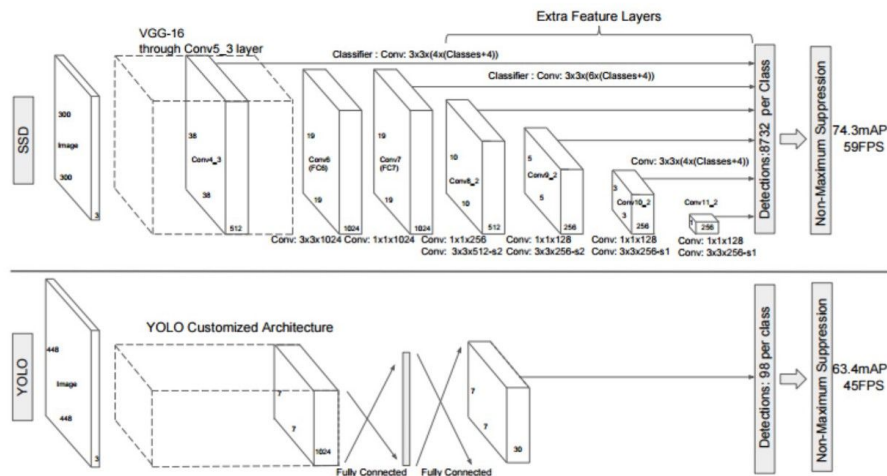 Extra Feature Layers
VGG-16
through Conv5_3 layer
Classifier : Conv: 3x3x(4x(Classes+4))
Classifier : Conv: 3x3x(6x(Classes+4))
SSD
300
Image
300
3
38
Conv4_3
38
512
19
Conv6
(FC6)
19
1024
19
Conv7
(FC7)
19
1024
10
Conv8_2
10
512
5
Conv9_2
5
256
Conv: 3x3x(4x(Classes+4))
3
Conv10_2
3
256
Conv11_2
1
256
Detections:8732 per Class
Non-Maximum Suppression
74.3mAP
59FPS
Conv: 3x3x1024
Conv: 1x1x1024
Conv: 1x1x256
Conv: 3x3x512-s2
Conv: 1x1x128
Conv: 3x3x256-s2
Conv: 1x1x128
Conv: 3x3x256-s1
Conv: 1x1x128
Conv: 3x3x256-s1
YOLO
448
Image
448
3
YOLO Customized Architecture
7
7
1024
Fully Connected
Fully Connected
7
7
30
Detections: 98 per class
Non-Maximum Suppression
63.4mAP
45FPS